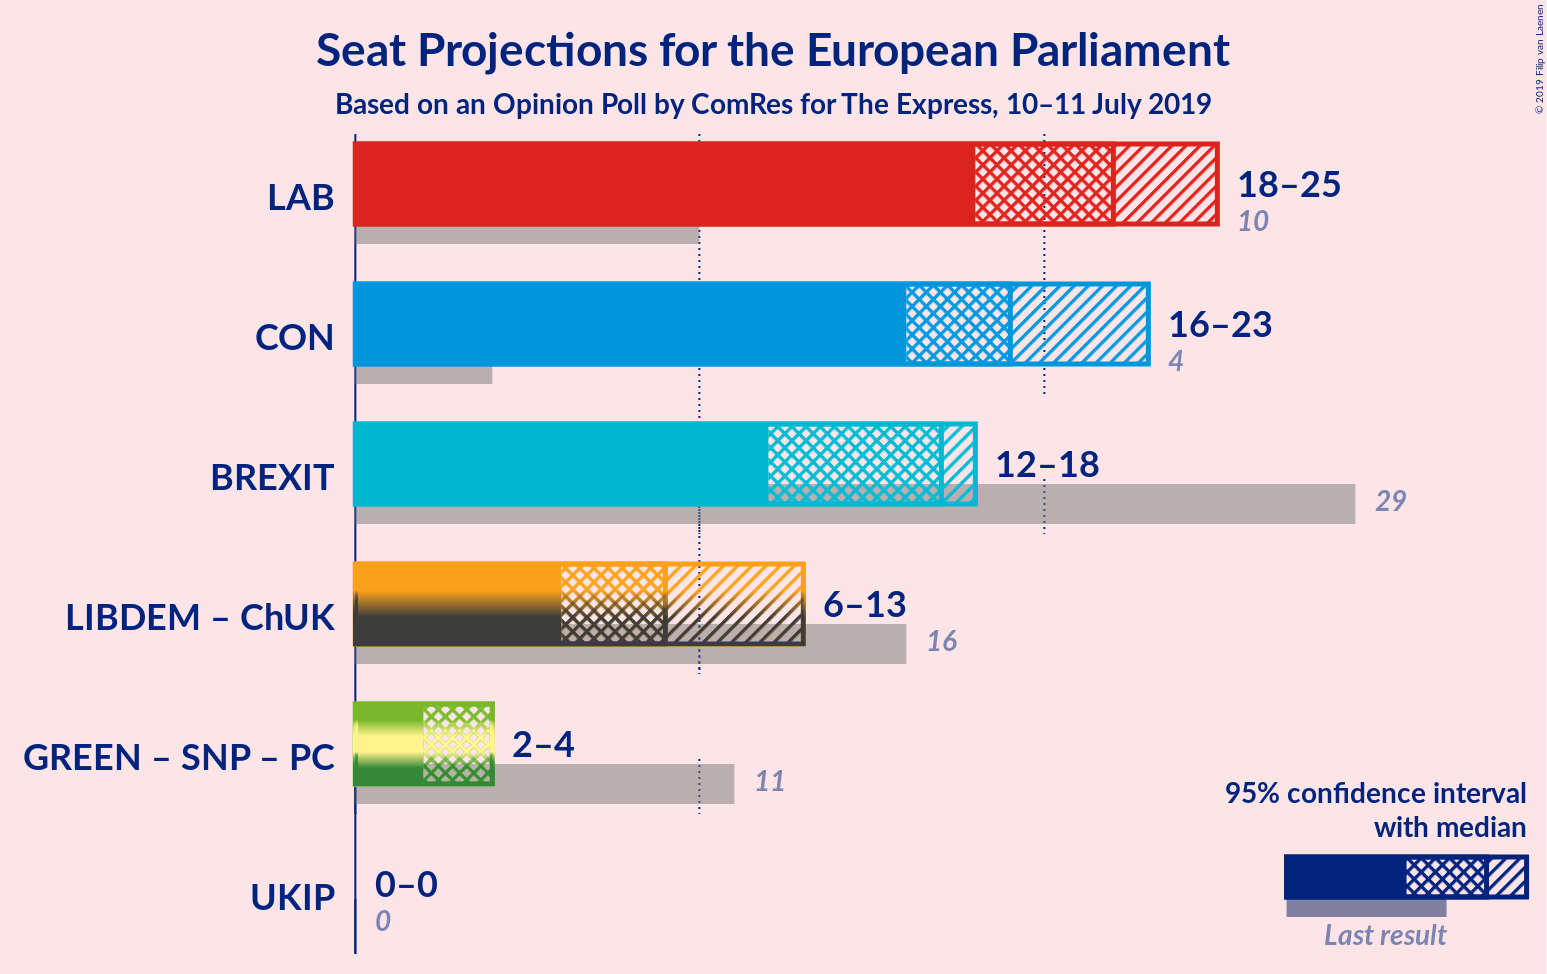 Seat Projections for the European Parliament
Based on an Opinion Poll by ComRes for The Express, 10–11 July 2019
© 2019 Filip van Laenen
LAB
18–25
10
CON
16–23
4
BREXIT
12–18
29
LIBDEM – ChUK
6–13
16
GREEN – SNP – PC
2–4
11
UKIP
0–0
0
95% confidence interval
with median
Last result